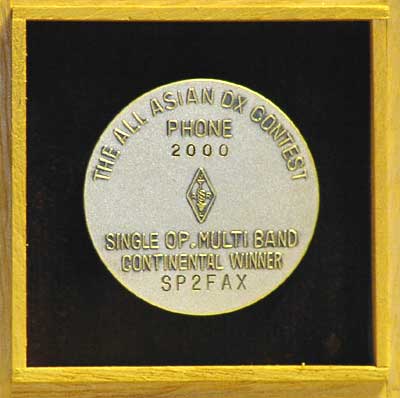 THE ALL ASIAN DX CONTEST
PHONE
2000
SINGLE OP. MULTI BAND
CONTINENTAL WINNER
SP2FAX